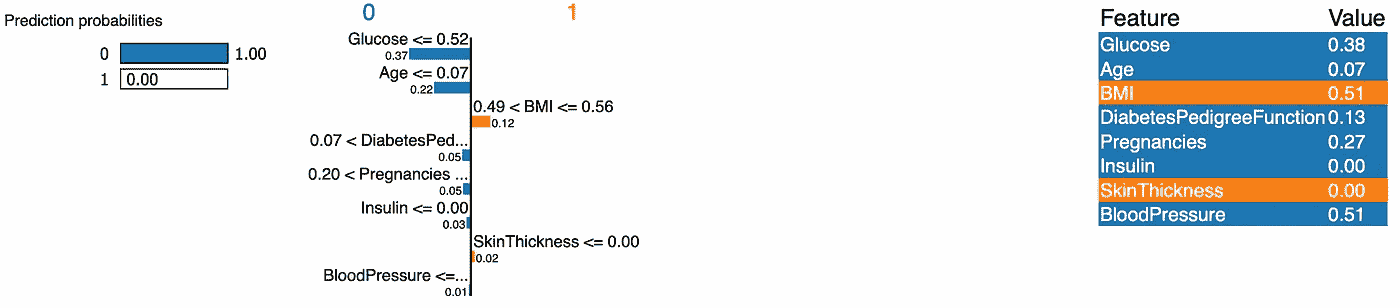 Prediction probabilities
0 1.00
1 0.00
0 1
Glucose <= 0.52
0.37
Age <= 0.07
0.22
0.49 < BMI <= 0.56
0.12
0.07 < DiabetesPed...
0.05
0.20 < Pregnancies ...
0.05
Insulin <= 0.00
0.03
SkinThickness <= 0.00
0.02
BloodPressure <=...
0.01
Feature Value
Glucose 0.38
Age 0.07
BMI 0.51
DiabetesPedigreeFunction 0.13
Pregnancies 0.27
Insulin 0.00
SkinThickness 0.00
BloodPressure 0.51